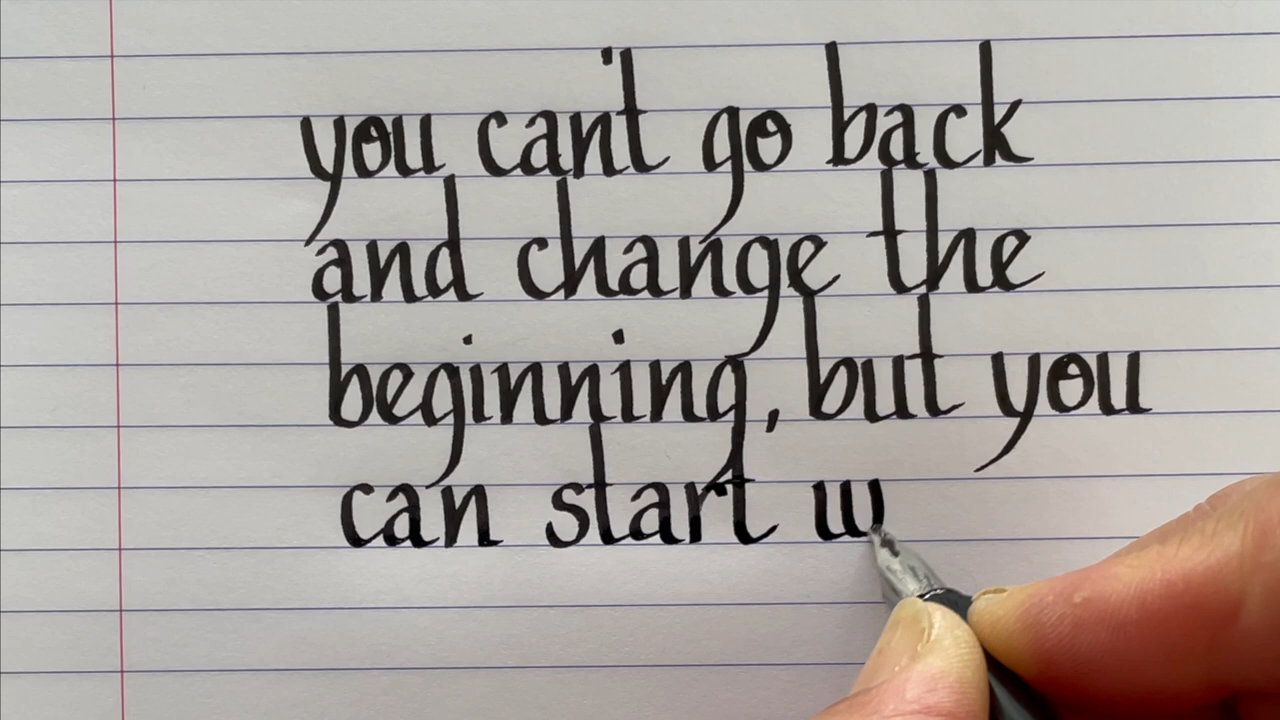 you can't go back
and change the
beginning, but you
can start w